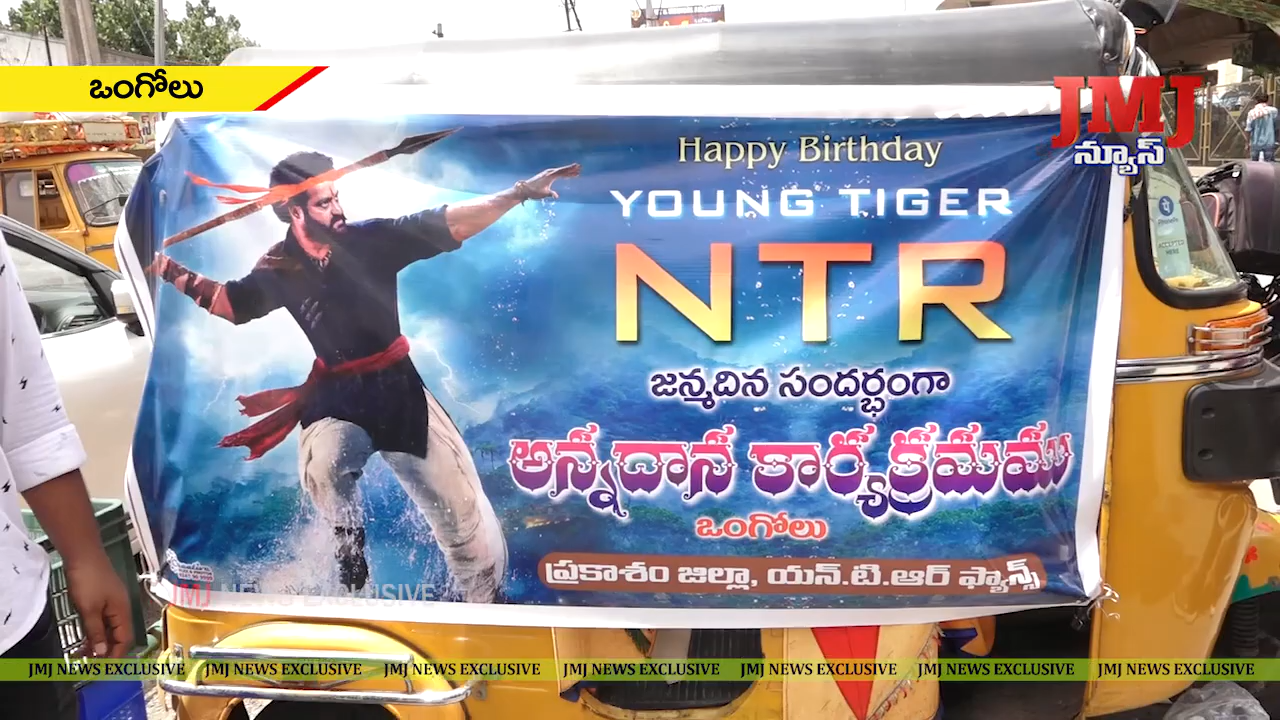 ఒంగోలు
JMJ
న్యూస్
Happy Birthday
YOUNG TIGER
NTR
జన్మదిన సందర్భంగా
అన్నదాన కార్యక్రమము
ఒంగోలు
ప్రకాశం జిల్లా, యన్.టి.ఆర్ ఫ్యాన్స్
JMJ NEWS EXCLUSIVE
ACCEPTED HERE
JMJ NEWS EXCLUSIVE JMJ NEWS EXCLUSIVE JMJ NEWS EXCLUSIVE JMJ NEWS EXCLUSIVE JMJ NEWS EXCLUSIVE JMJ NEWS EXCLUSIVE JMJ NEWS EXCLUSIVE